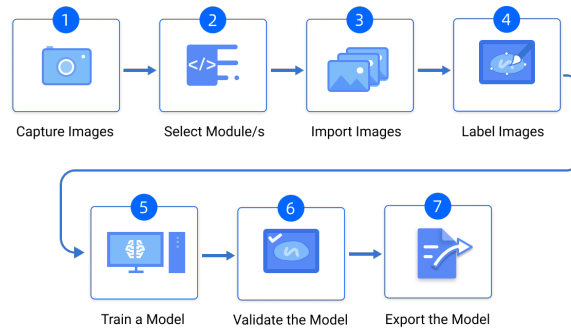 1
2
3
4
</>
Capture Images
Select Module/s
Import Images
Label Images
5
6
7
Train a Model
Validate the Model
Export the Model